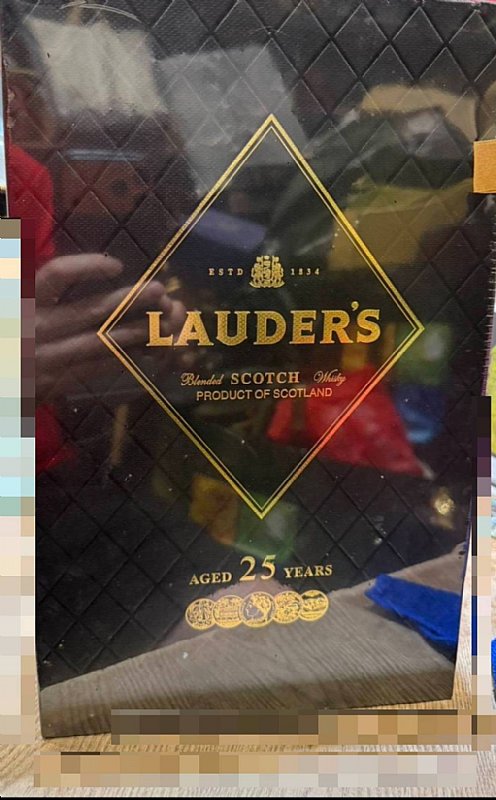 ESTD 1834
LAUDER'S
Blended SCOTCH Whisky
PRODUCT OF SCOTLAND
AGED 25 YEARS